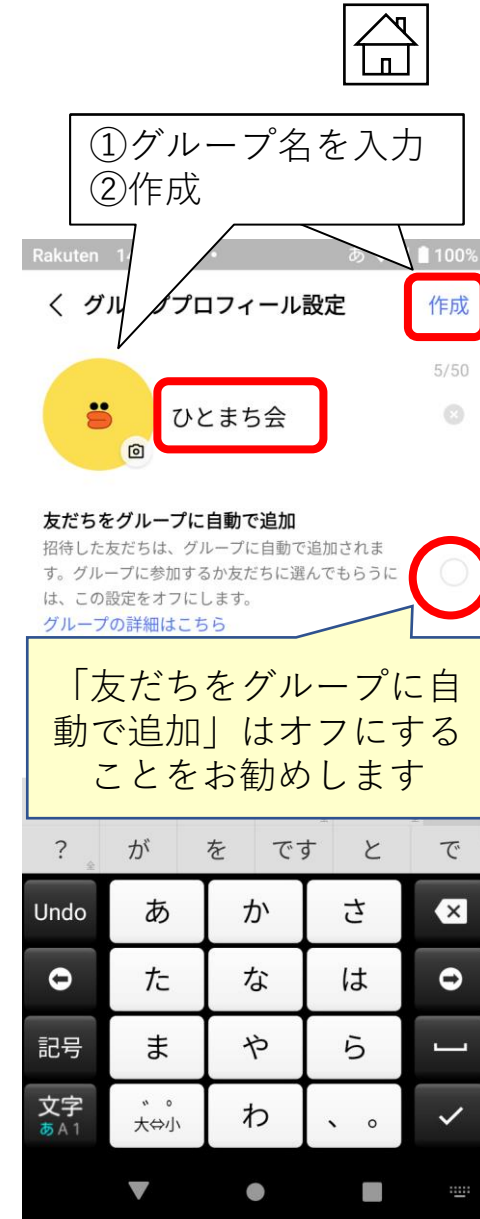 ①グループ名を入力
②作成
Rakuten 1
あ
100%
プロフィール設定
作成
5/50
ひとまち会
友だちをグループに自動で追加
招待した友だちは、グループに自動で追加されま
す。グループに参加するか友だちに選んでもらうに
は、この設定をオフにします。
グループの詳細はこちら
「友だちをグループに自
動で追加」はオフにする
ことをお勧めします
? 全 が を です と で
Undo あ か さ
た な は
記号 ま や ら
文字 わ 、。
あA1 大⇔小